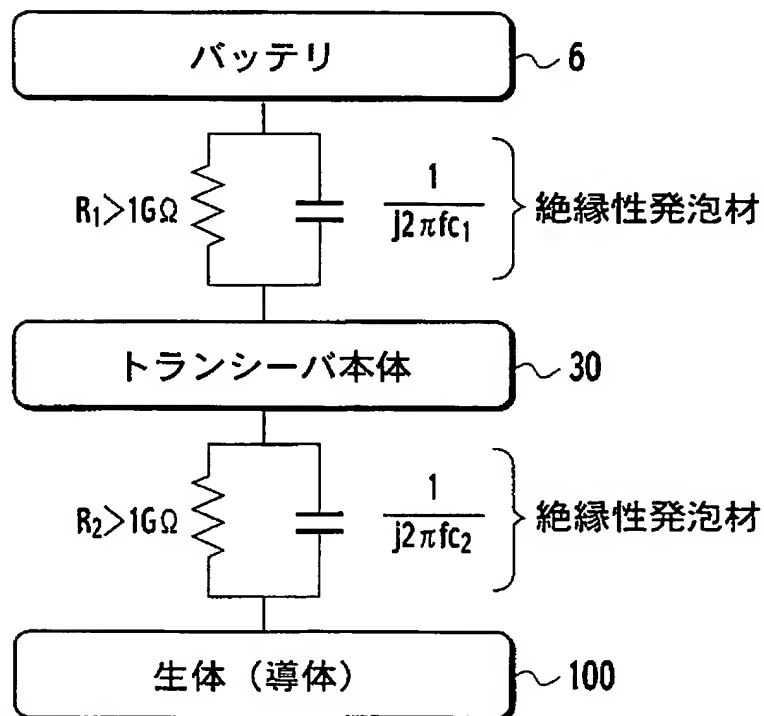 バッテリ 6
R₁>1GΩ
1
j2πfc₁
絶縁性発泡材
トランシーバ本体 30
R₂>1GΩ
1
j2πfc₂
絶縁性発泡材
生体（導体） 100